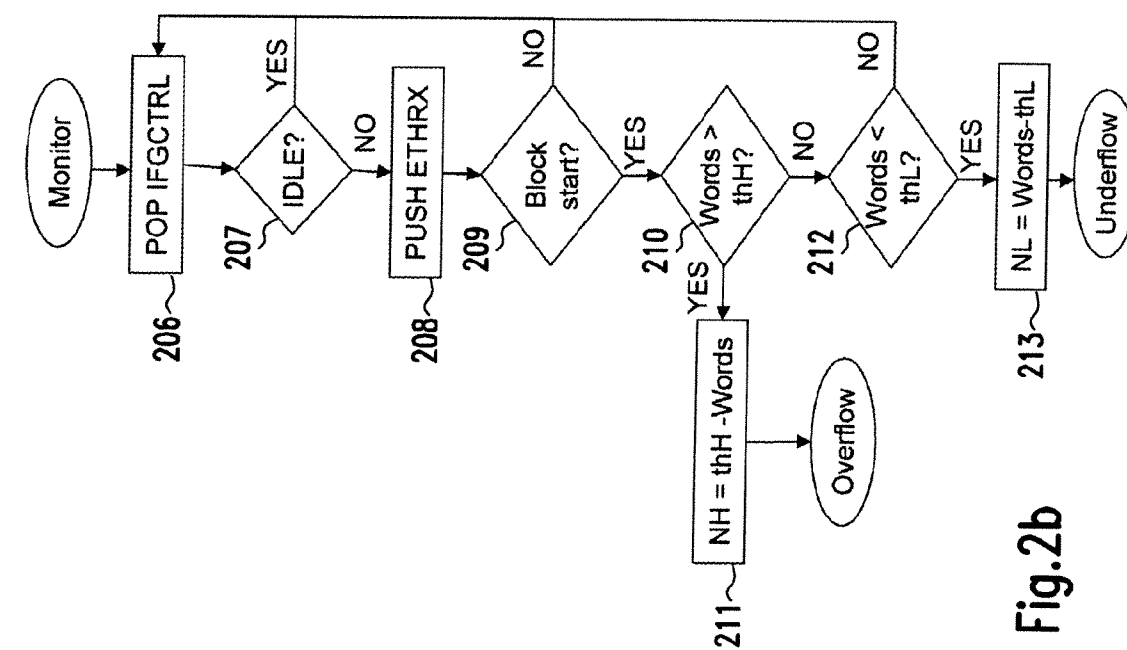 Monitor
POP IFGCTRL
206
IDLE?
207
YES
NO
PUSH ETHRX
208
Block
start?
209
NO
YES
Words >
thH?
210
YES
NO
NH = thH -Words
211
Overflow
Words <
thL?
212
NO
YES
NL = Words-thL
213
Underflow
Fig.2b